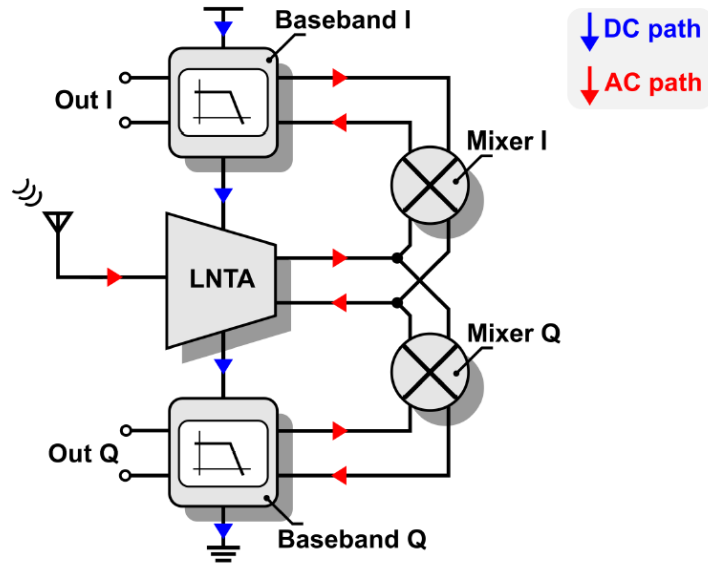 Baseband I
DC path
AC path
Out I
Mixer I
LNTA
Mixer Q
Out Q
Baseband Q